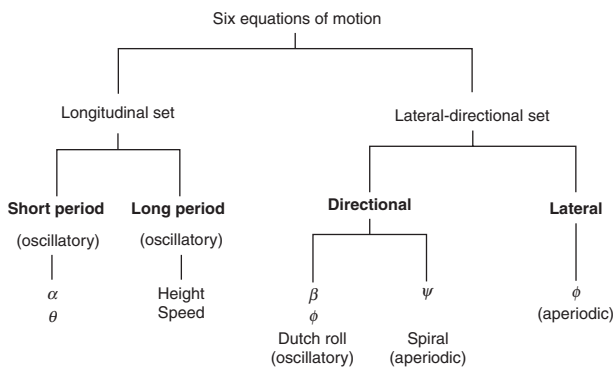 Six equations of motion
Longitudinal set
Lateral-directional set
Short period
Long period
Directional
Lateral
(oscillatory)
(oscillatory)
α
θ
Height
Speed
β
ϕ
Dutch roll
(oscillatory)
ψ
Spiral
(aperiodic)
ϕ
(aperiodic)